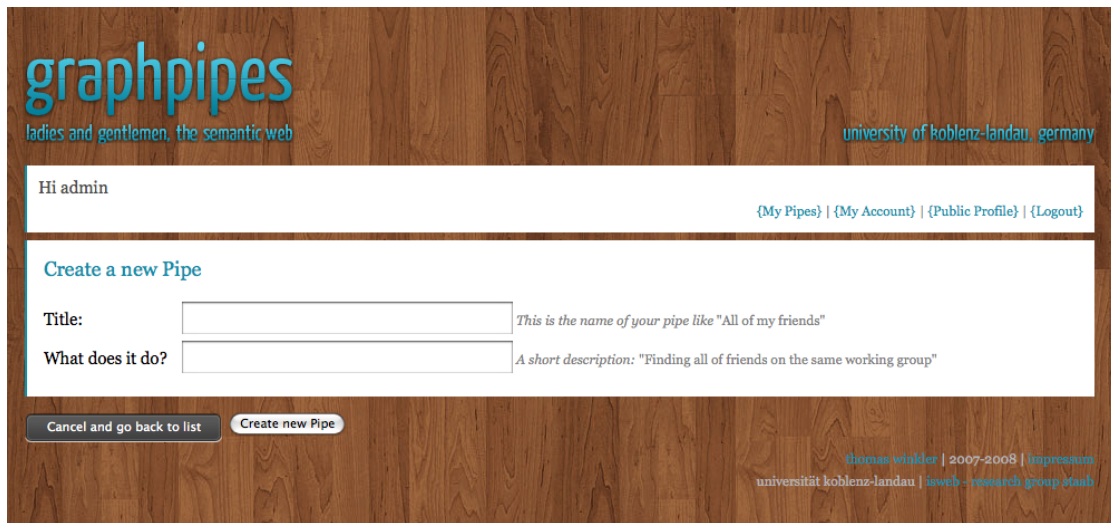 graphpipes
ladies and gentlemen, the semantic web
university of koblenz-landau, germany
Hi admin
{My Pipes} | {My Account} | {Public Profile} | {Logout}
Create a new Pipe
Title: This is the name of your pipe like "All of my friends"
What does it do? A short description: "Finding all of friends on the same working group"
Cancel and go back to list Create new Pipe
thomas winkler | 2007-2008 | impressum
universität koblenz-landau | isweb - research group staab